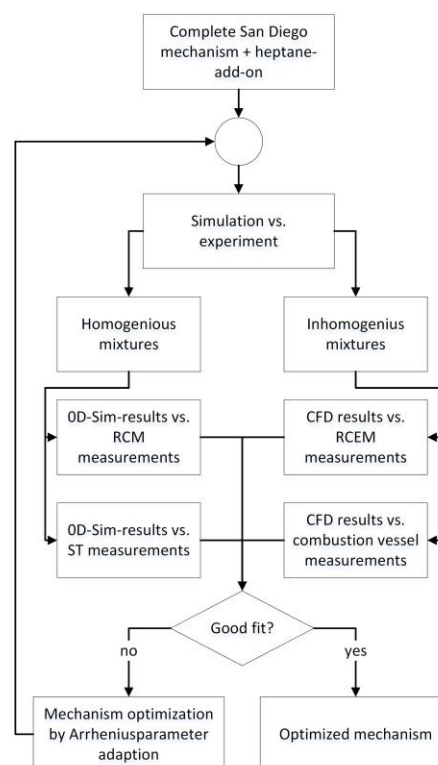 Complete San Diego
mechanism + heptane-
add-on
Simulation vs.
experiment
Homogenious
mixtures
Inhomogenius
mixtures
0D-Sim-results vs.
RCM
measurements
CFD results vs.
RCEM
measurements
0D-Sim-results vs.
ST measurements
CFD results vs.
combustion vessel
measurements
Good fit?
no
yes
Mechanism optimization
by Arrheniusparameter
adaption
Optimized mechanism